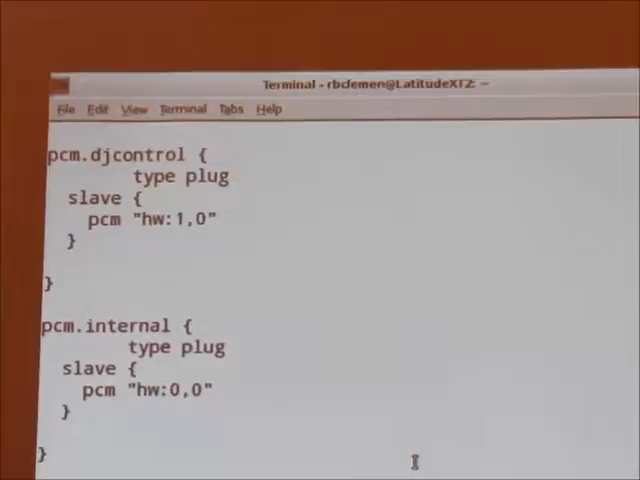 Terminal - rbclemen@LatitudeXT2: ~
File Edit View Terminal Tabs Help
pcm.djcontrol {
type plug
slave {
pcm "hw:1,0"
}
}
pcm.internal {
type plug
slave {
pcm "hw:0,0"
}
}